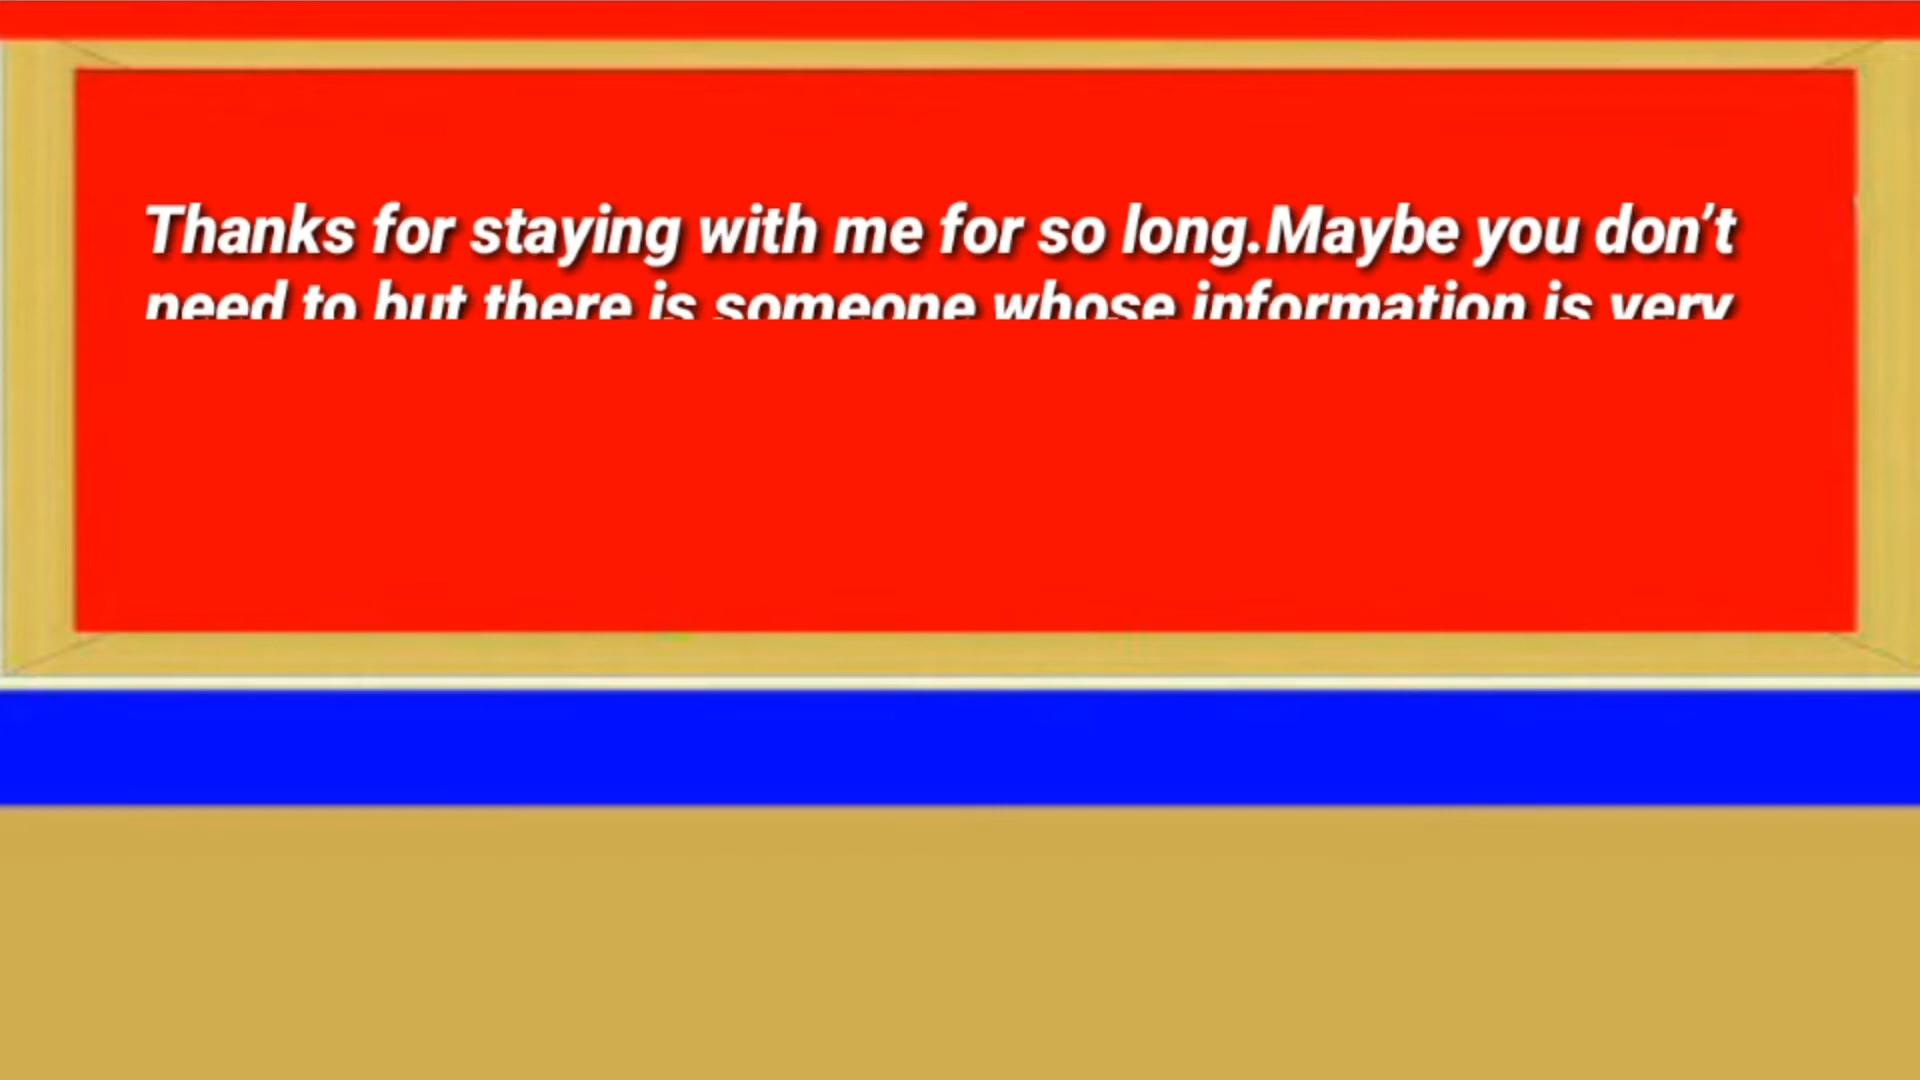 Thanks for staying with me for so long.Maybe you don’t
need to but there is someone whose information is very